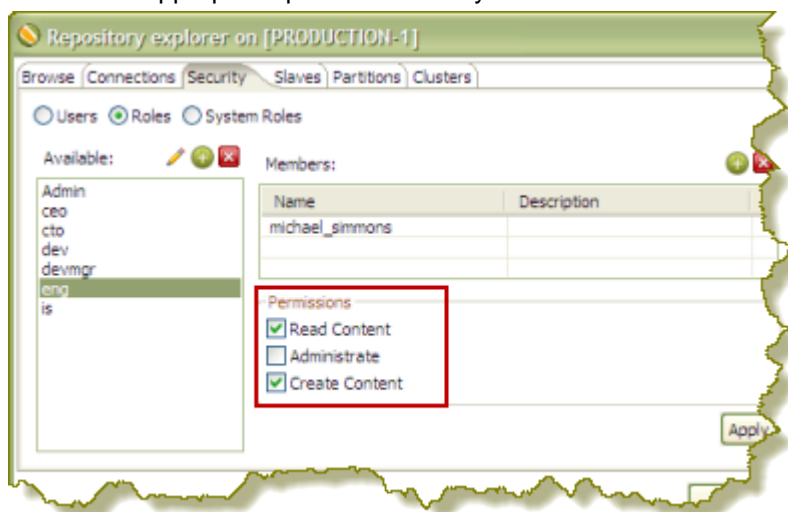 Repository explorer on [PRODUCTION-1]
Browse Connections Security Slaves Partitions Clusters
Users Roles System Roles
Available:
Members:
Admin
ceo
cto
dev
devmgr
eng
is
Name Description
michael_simmons
Permissions
Read Content
Administrate
Create Content
Apply